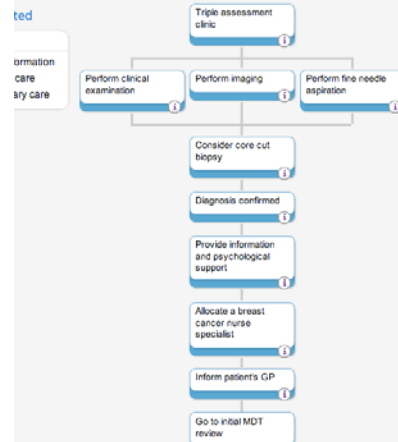 ted
Triple assessment
clinic
ormation
care
ary care
Perform clinical
examination
Perform imaging
Perform fine needle
aspiration
Consider core cut
biopsy
Diagnosis confirmed
Provide information
and psychological
support
Allocate a breast
cancer nurse
specialist
Inform patient's GP
Go to initial MDT
review